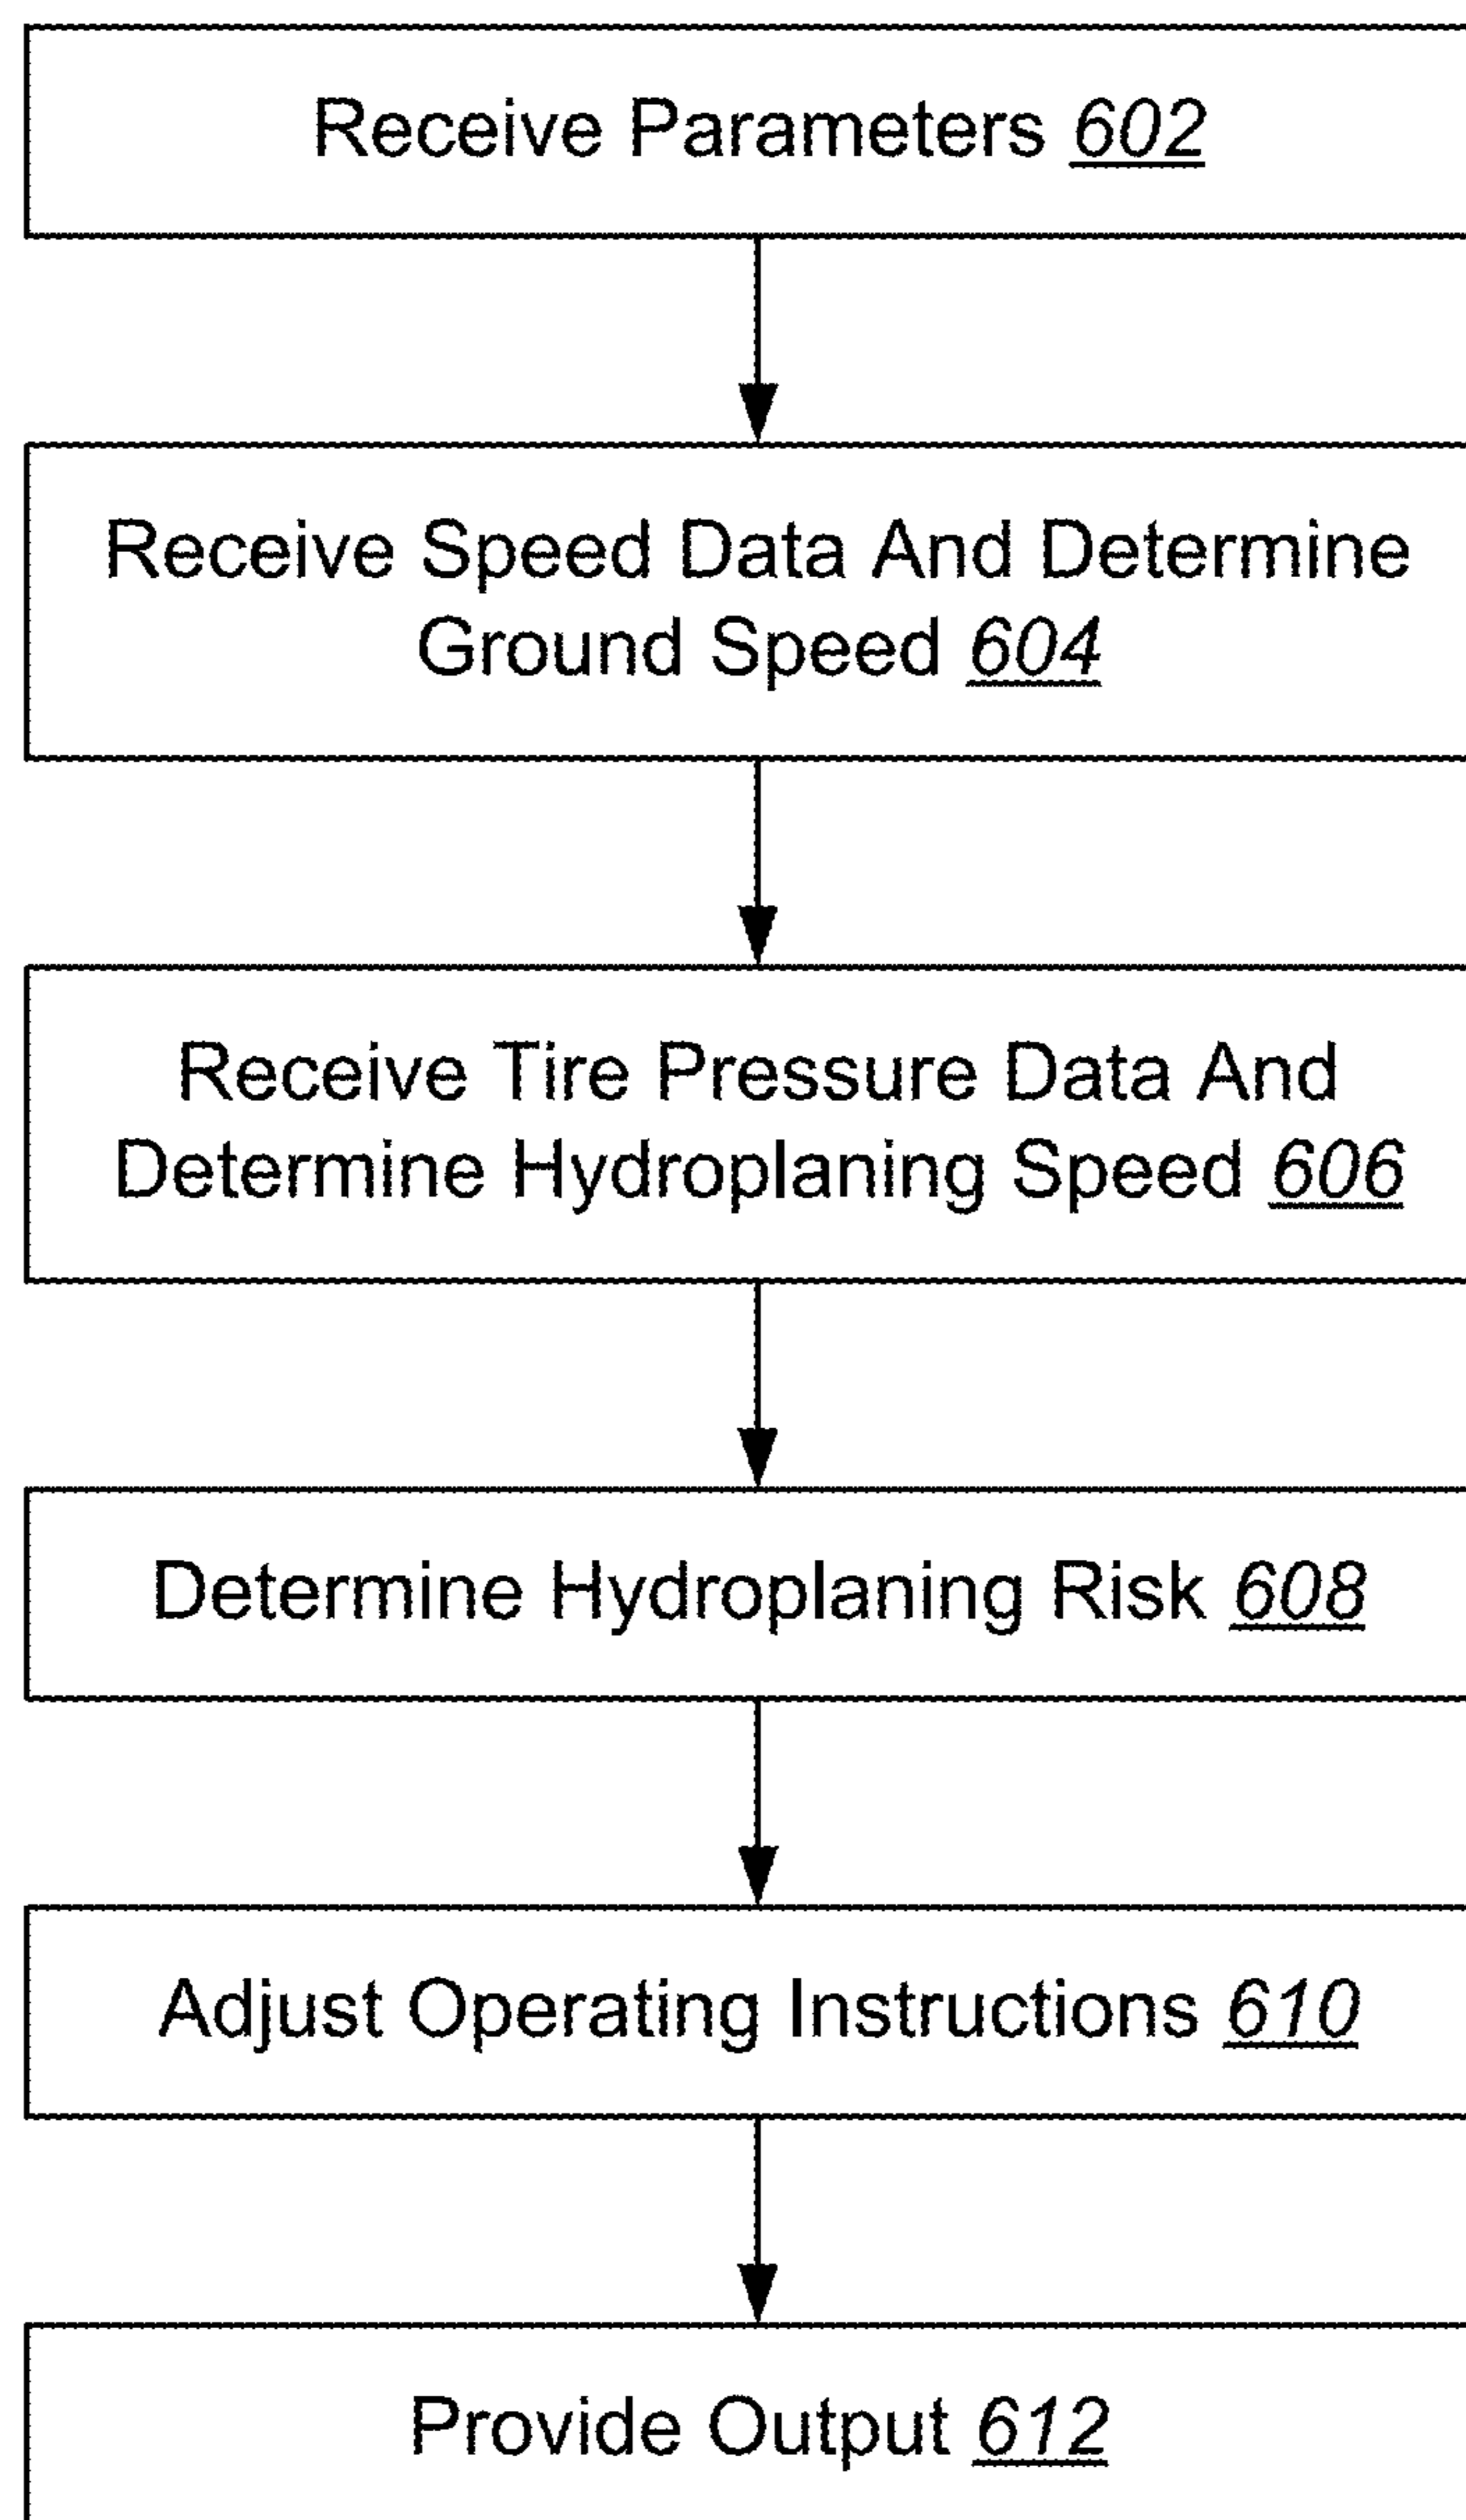 Receive Parameters 602
Receive Speed Data And Determine
Ground Speed 604
Receive Tire Pressure Data And
Determine Hydroplaning Speed 606
Determine Hydroplaning Risk 608
Adjust Operating Instructions 610
Provide Output 612